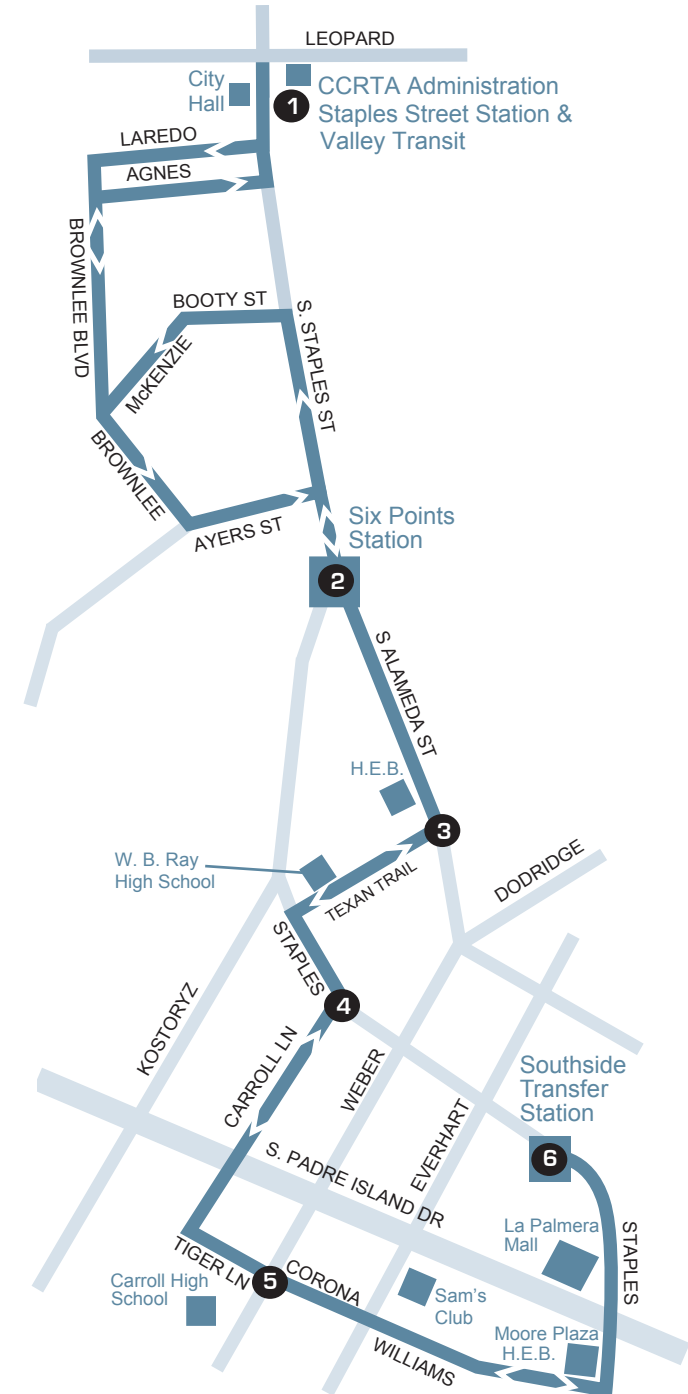 LEOPARD
City
Hall
1
CCRTA Administration
Staples Street Station &
Valley Transit
LAREDO
AGNES
BROWNLEE BLVD
BOOTY ST
S. STAPLES ST
McKENZIE
BROWNLEE
AYERS ST
Six Points
Station
2
S ALAMEDA ST
H.E.B.
3
W. B. Ray
High School
TEXAN TRAIL
DODRIDGE
STAPLES
4
KOSTORYZ
CARROLL LN
WEBER
EVERHART
Southside
Transfer
Station
6
S. PADRE ISLAND DR
La Palmera
Mall
STAPLES
TIGER LN
5
CORONA
Carroll High
School
Sam's
Club
Moore Plaza
H.E.B.
WILLIAMS